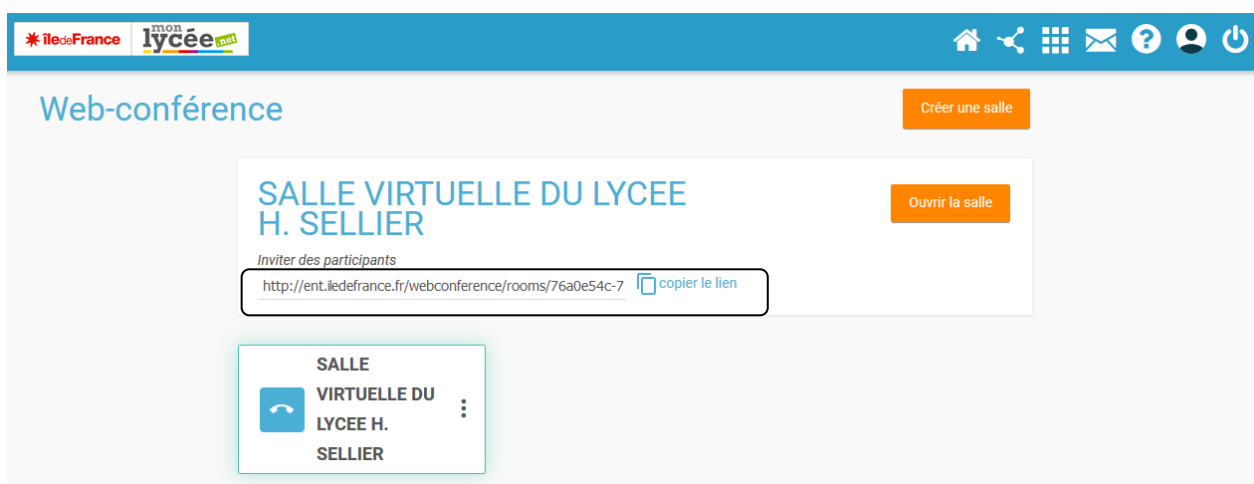 îledeFrance
mon
lycée.net
?
Web-conférence
Créer une salle
SALLE VIRTUELLE DU LYCEE
H. SELLIER
Ouvrir la salle
Inviter des participants
http://ent.iledefrance.fr/webconference/rooms/76a0e54c-7
copier le lien
SALLE
VIRTUELLE DU
LYCEE H.
SELLIER